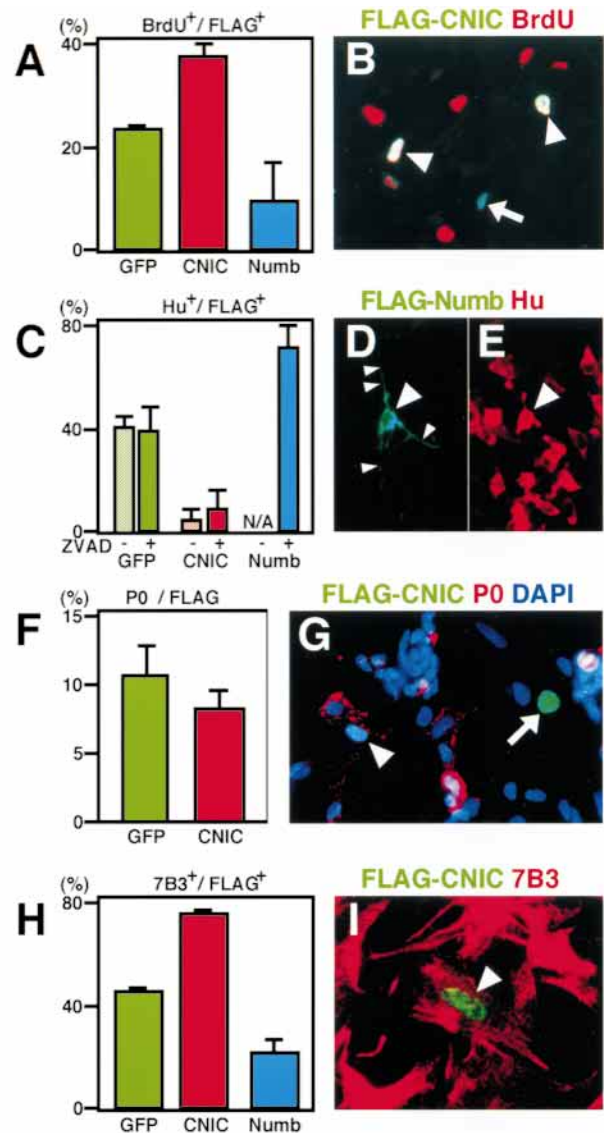 (%)
BrdU⁺/ FLAG⁺
A
40
20
0
GFP CNIC Numb
FLAG-CNIC BrdU
B
(%)
Hu⁺/ FLAG⁺
C
80
40
0
N/A
- + - + - +
ZVAD
GFP CNIC Numb
FLAG-Numb Hu
D E
(%)
P0 / FLAG
F
15
10
5
0
GFP CNIC
FLAG-CNIC P0 DAPI
G
(%)
7B3⁺/ FLAG⁺
H
80
40
0
GFP CNIC Numb
FLAG-CNIC 7B3
I